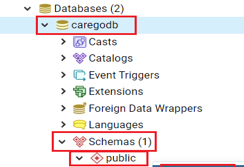 Databases (2)
caregodb
Casts
Catalogs
Event Triggers
Extensions
Foreign Data Wrappers
Languages
Schemas (1)
public